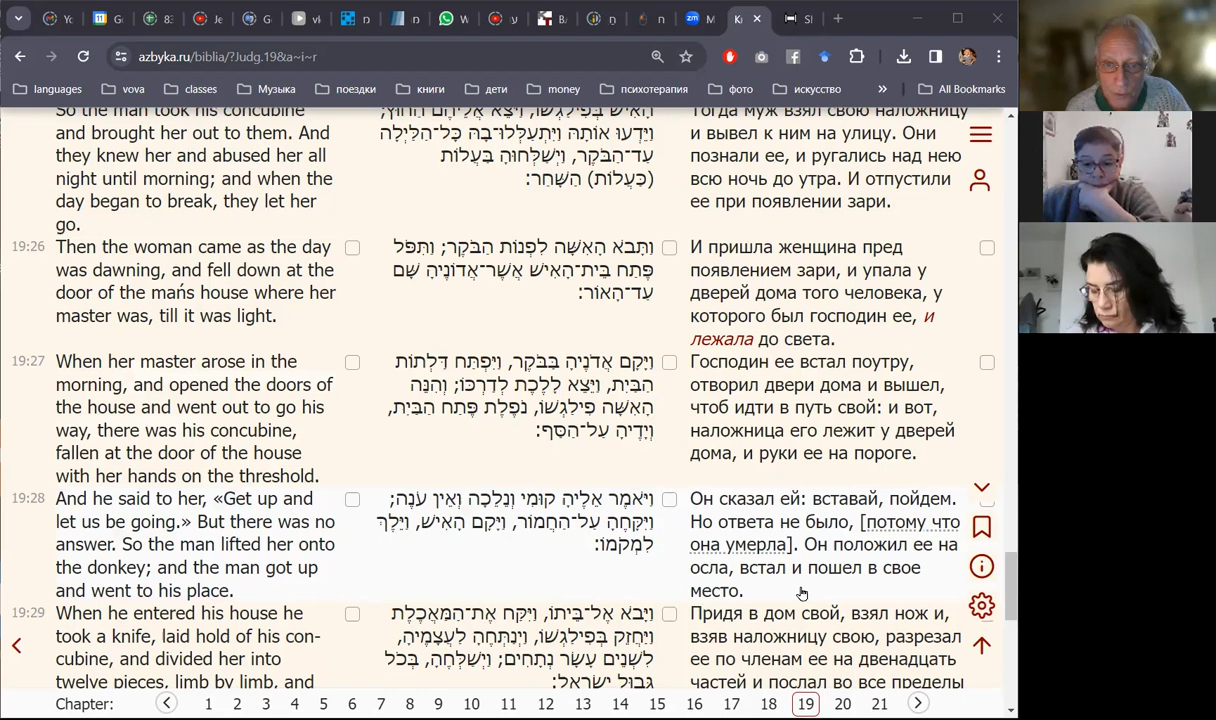 azbyka.ru/biblia/?Judg.19&a~i~r
languages
vova
classes
Музыка
поездки
книги
дети
money
психотерапия
фото
искусство
»
All Bookmarks
So the man took his concubine
and brought her out to them. And
they knew her and abused her all
night until morning; and when the
day began to break, they let her
go.
הָאִישׁ בְּפִילַגְשׁוֹ, וַיֹּצֵא אֲלֵיהֶם הַחוּץ;
וַיֵּדְעוּ אוֹתָהּ וַיִּתְעַלְּלוּ־בָהּ כָּל־הַלַּיְלָה
עַד־הַבֹּקֶר, וַיְשַׁלְּחוּהָ בַּעֲלוֹת
(כַּעֲלוֹת) הַשָּׁחַר:
Тогда муж взял свою наложницу
и вывел к ним на улицу. Они
познали ее, и ругались над нею
всю ночь до утра. И отпустили
ее при появлении зари.
19:26
Then the woman came as the day
was dawning, and fell down at the
door of the mańs house where her
master was, till it was light.
וַתָּבֹא הָאִשָּׁה לִפְנוֹת הַבֹּקֶר; וַתִּפֹּל
פֶּתַח בֵּית־הָאִישׁ אֲשֶׁר־אֲדוֹנֶיהָ שָּׁם
עַד־הָאוֹר:
И пришла женщина пред
появлением зари, и упала у
дверей дома того человека, у
которого был господин ее, и
лежала до света.
19:27
When her master arose in the
morning, and opened the doors of
the house and went out to go his
way, there was his concubine,
fallen at the door of the house
with her hands on the threshold.
וַיָּקָם אֲדֹנֶיהָ בַּבֹּקֶר, וַיִּפְתַּח דַּלְתוֹת
הַבַּיִת, וַיֵּצֵא לָלֶכֶת לְדַרְכּוֹ; וְהִנֵּה
הָאִשָּׁה פִילַגְשׁוֹ, נֹפֶלֶת פֶּתַח הַבַּיִת,
וְיָדֶיהָ עַל־הַסַּף:
Господин ее встал поутру,
отворил двери дома и вышел,
чтоб идти в путь свой: и вот,
наложница его лежит у дверей
дома, и руки ее на пороге.
19:28
And he said to her, «Get up and
let us be going.» But there was no
answer. So the man lifted her onto
the donkey; and the man got up
and went to his place.
וַיֹּאמֶר אֵלֶיהָ קוּמִי וְנֵלֵכָה וְאֵין עֹנֶה;
וַיִּקָּחֶהָ עַל־הַחֲמוֹר, וַיָּקָם הָאִישׁ, וַיֵּלֶךְ
לִמְקֹמוֹ:
Он сказал ей: вставай, пойдем.
Но ответа не было, [потому что
она умерла]. Он положил ее на
осла, встал и пошел в свое
место.
19:29
When he entered his house he
took a knife, laid hold of his con-
cubine, and divided her into
twelve pieces, limb by limb, and
וַיָּבֹא אֶל־בֵּיתוֹ, וַיִּקַּח אֶת־הַמַּאֲכֶלֶת
וַיַּחֲזֵק בְּפִילַגְשׁוֹ, וַיְנַתְּחֶהָ לַעֲצָמֶיהָ,
לִשְׁנֵים עָשָׂר נְתָחִים; וַיְשַׁלְּחֶהָ, בְּכֹל
גְּבוּל יִשְׂרָאֵל:
Придя в дом свой, взял нож и,
взяв наложницу свою, разрезал
ее по членам ее на двенадцать
частей и послал во все пределы
Chapter: 1 2 3 4 5 6 7 8 9 10 11 12 13 14 15 16 17 18 19 20 21